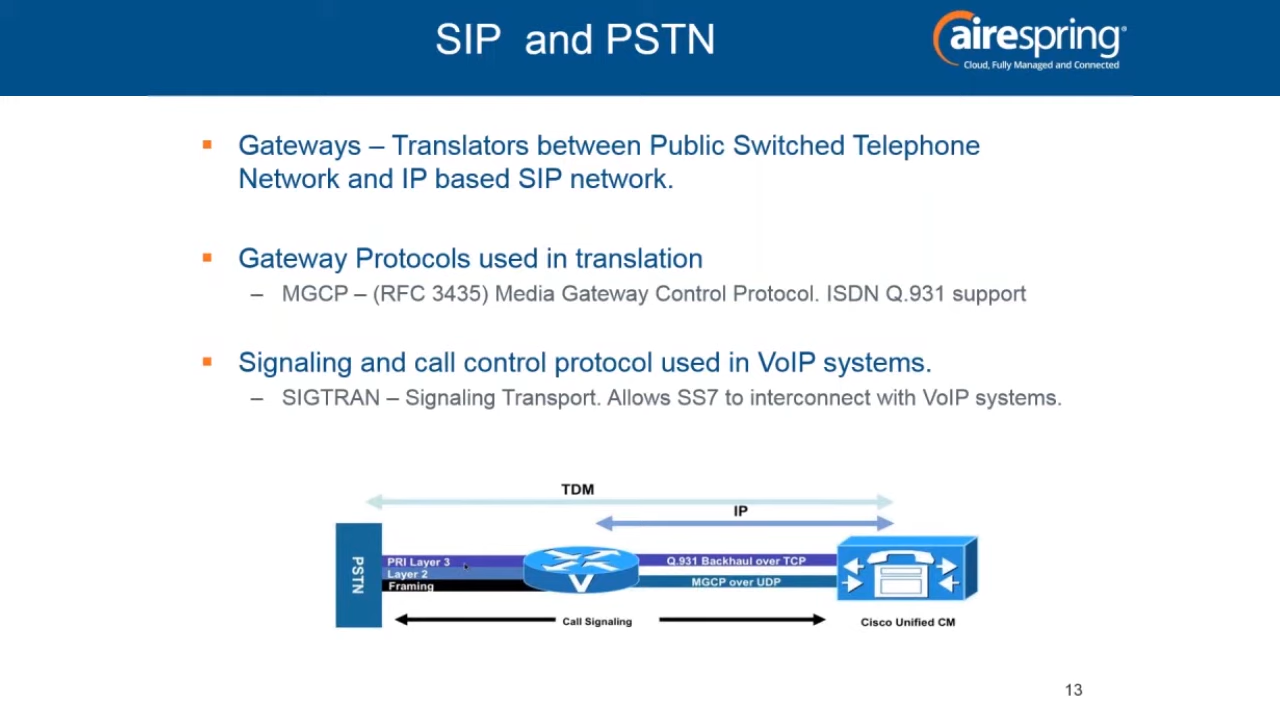 SIP and PSTN
airespring
Cloud, Fully Managed and Connected
▪ Gateways – Translators between Public Switched Telephone
Network and IP based SIP network.
▪ Gateway Protocols used in translation
– MGCP – (RFC 3435) Media Gateway Control Protocol. ISDN Q.931 support
▪ Signaling and call control protocol used in VoIP systems.
– SIGTRAN – Signaling Transport. Allows SS7 to interconnect with VoIP systems.
TDM
IP
PSTN
PRI Layer 3
Layer 2
Framing
V
Q.931 Backhaul over TCP
MGCP over UDP
Call Signaling
Cisco Unified CM
13